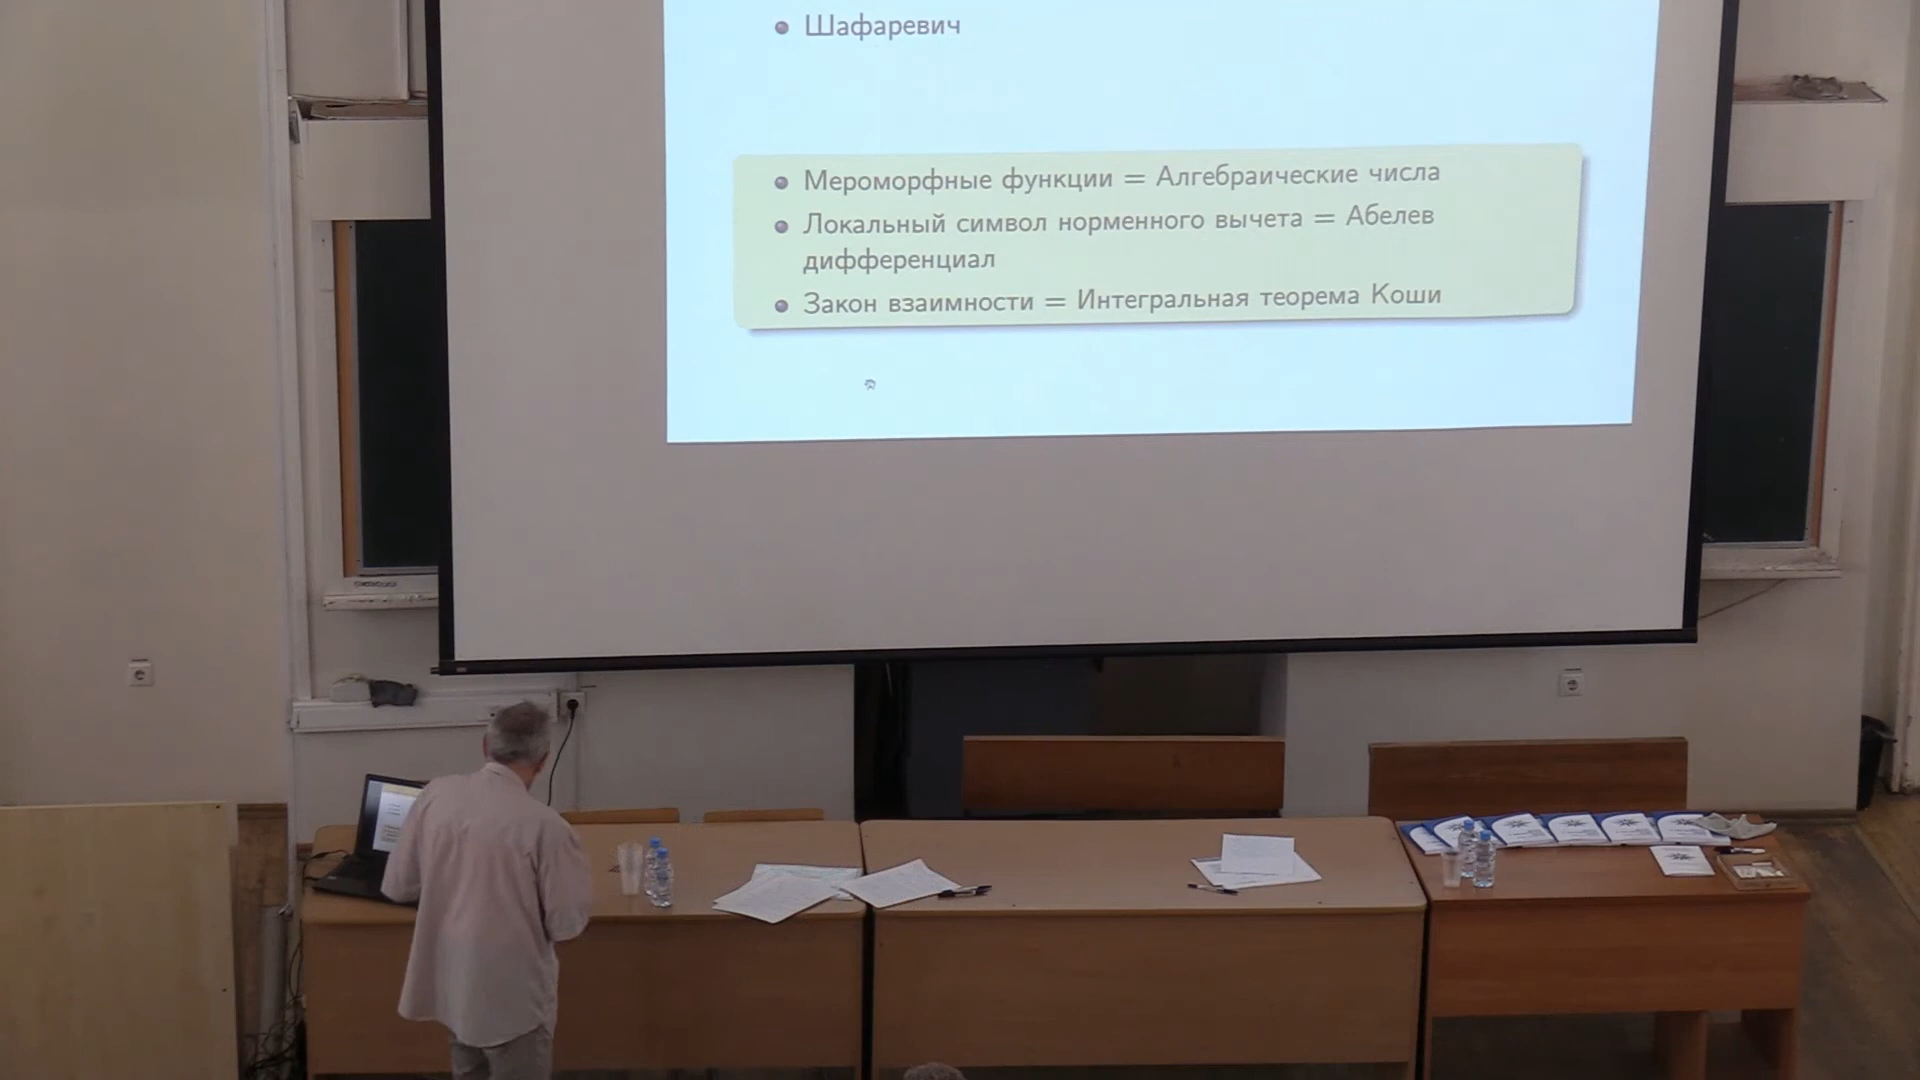 Шафаревич
Мероморфные функции = Алгебраические числа
Локальный символ норменного вычета = Абелев
дифференциал
Закон взаимности = Интегральная теорема Коши